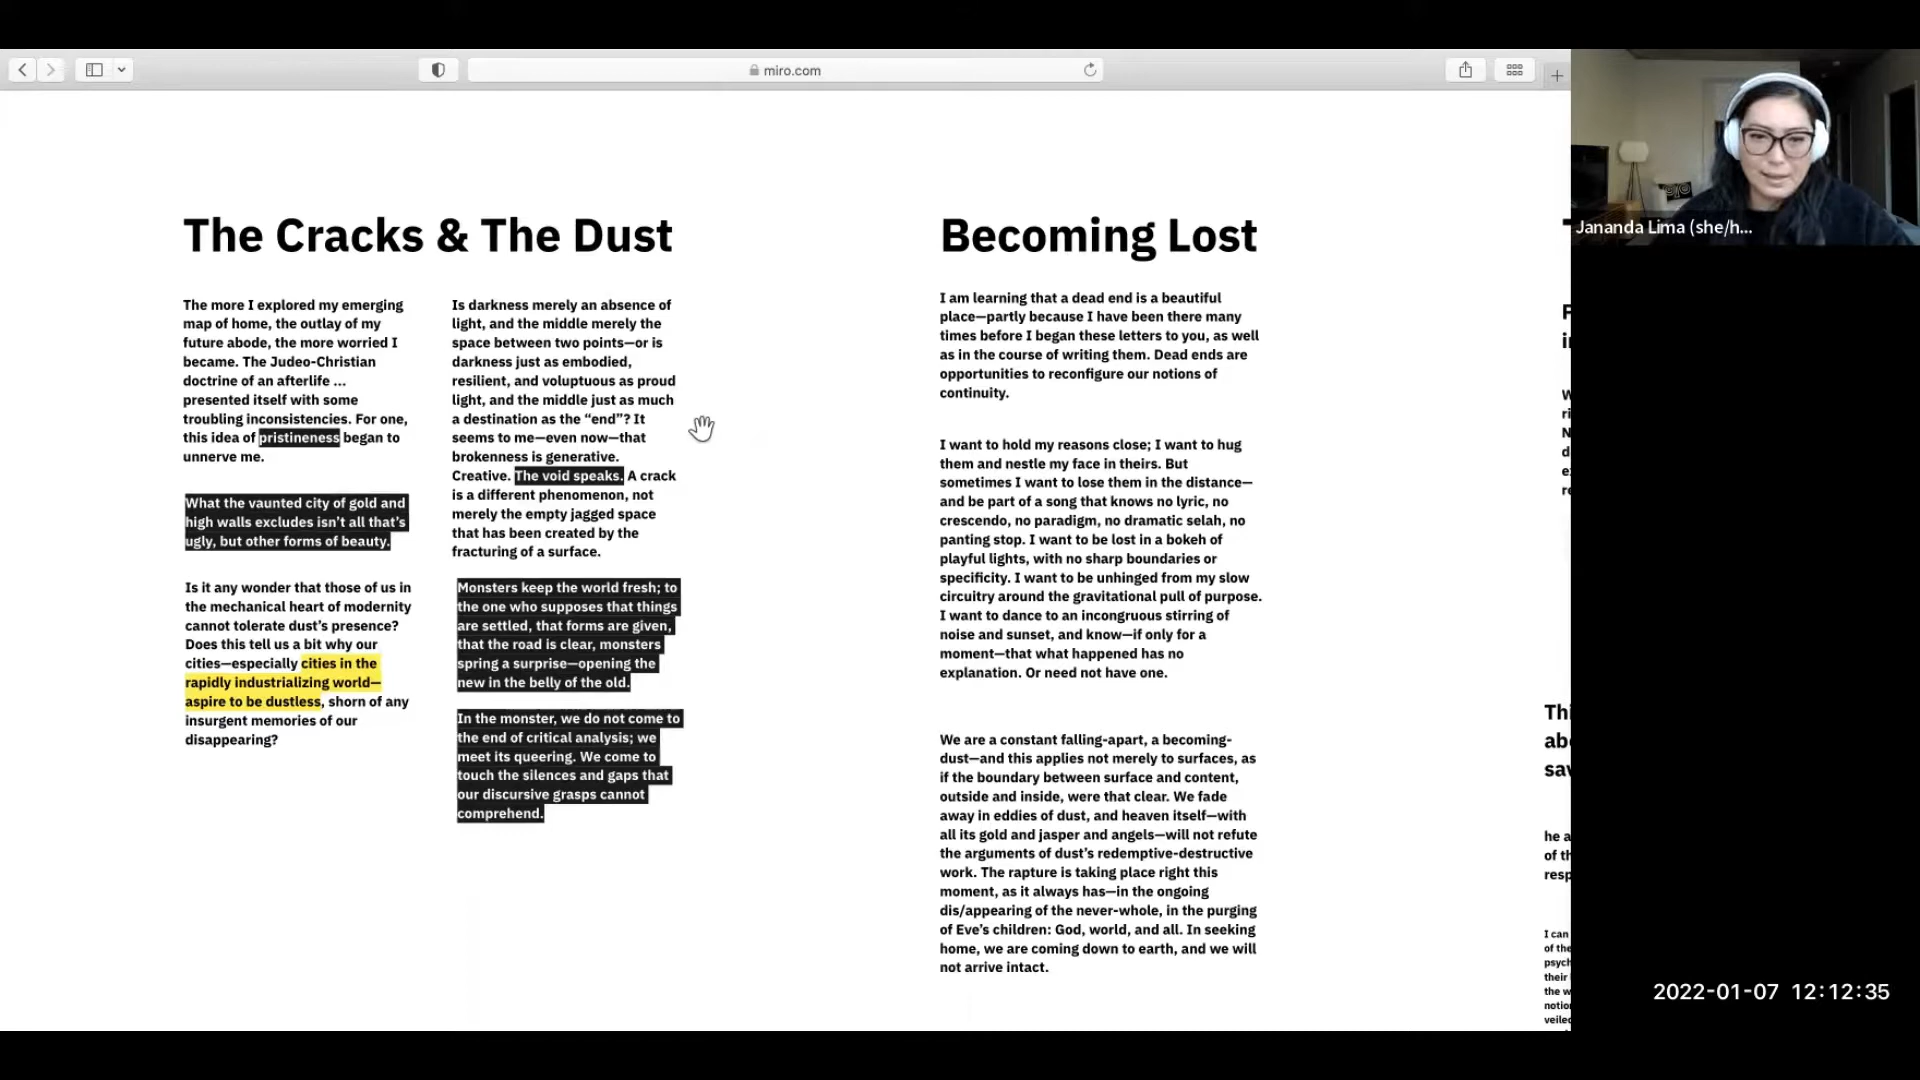 miro.com
Jananda Lima (she/h...
The Cracks & The Dust
The more I explored my emerging
map of home, the outlay of my
future abode, the more worried I
became. The Judeo-Christian
doctrine of an afterlife ...
presented itself with some
troubling inconsistencies. For one,
this idea of pristineness began to
unnerve me.
What the vaunted city of gold and
high walls excludes isn't all that's
ugly, but other forms of beauty.
Is it any wonder that those of us in
the mechanical heart of modernity
cannot tolerate dust's presence?
Does this tell us a bit why our
cities—especially cities in the
rapidly industrializing world—
aspire to be dustless, shorn of any
insurgent memories of our
disappearing?
Is darkness merely an absence of
light, and the middle merely the
space between two points—or is
darkness just as embodied,
resilient, and voluptuous as proud
light, and the middle just as much
a destination as the “end”? It
seems to me—even now—that
brokenness is generative.
Creative. The void speaks. A crack
is a different phenomenon, not
merely the empty jagged space
that has been created by the
fracturing of a surface.
Monsters keep the world fresh; to
the one who supposes that things
are settled, that forms are given,
that the road is clear, monsters
spring a surprise—opening the
new in the belly of the old.
In the monster, we do not come to
the end of critical analysis; we
meet its queering. We come to
touch the silences and gaps that
our discursive grasps cannot
comprehend.
Becoming Lost
I am learning that a dead end is a beautiful
place—partly because I have been there many
times before I began these letters to you, as well
as in the course of writing them. Dead ends are
opportunities to reconfigure our notions of
continuity.
I want to hold my reasons close; I want to hug
them and nestle my face in theirs. But
sometimes I want to lose them in the distance—
and be part of a song that knows no lyric, no
crescendo, no paradigm, no dramatic selah, no
panting stop. I want to be lost in a bokeh of
playful lights, with no sharp boundaries or
specificity. I want to be unhinged from my slow
circuitry around the gravitational pull of purpose.
I want to dance to an incongruous stirring of
noise and sunset, and know—if only for a
moment—that what happened has no
explanation. Or need not have one.
We are a constant falling-apart, a becoming-
dust—and this applies not merely to surfaces, as
if the boundary between surface and content,
outside and inside, were that clear. We fade
away in eddies of dust, and heaven itself—with
all its gold and jasper and angels—will not refute
the arguments of dust's redemptive-destructive
work. The rapture is taking place right this
moment, as it always has—in the ongoing
dis/appearing of the never-whole, in the purging
of Eve's children: God, world, and all. In seeking
home, we are coming down to earth, and we will
not arrive intact.
he a
of th
resp
I can
of the
psych
their
the w
notio
veiled
2022-01-07 12:12:35